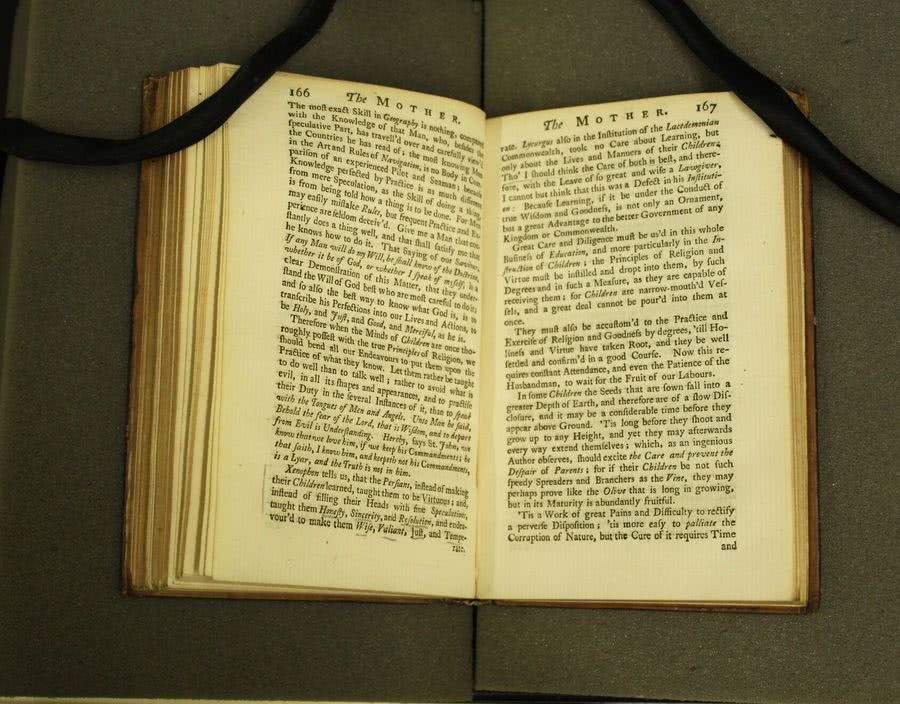 166 The MOTHER.
The moſt exact Skill in Geography is nothing, compared
with the Knowledge of that Man, who, beſides the
ſpeculative Part, has travell'd over and carefully view'd
the Countries he has read of; the moſt knowing Man
in the Art and Rules of Navigation, is no Body in Com-
pariſon of an experienced Pilot and Seaman; becauſe
Knowledge perfected by Practice is as much different
from mere Speculation, as the Skill of doing a thing,
is from being told how a thing is to be done. For Men
may eaſily miſtake Rules, but frequent Practice and Ex-
perience are ſeldom deceiv'd. Give me a Man that con-
ſtantly does a thing well, and that ſhall ſatisfy me that
he knows how to do it. That Saying of our Saviour,
If any Man will do my Will, he ſhall know of the Doctrine,
whether it be of God, or whether I ſpeak of myſelf, is a
clear Demonſtration of this Matter, that they under-
ſtand the Will of God beſt who are moſt careful to do it;
and ſo alſo the beſt way to know what God is, is to
tranſcribe his Perfections into our Lives and Actions, to
be Holy, and Juſt, and Good, and Merciful, as he is.
Therefore when the Minds of Children are once tho-
roughly poſſeſt with the true Principles of Religion, we
ſhould bend all our Endeavours to put them upon the
Practice of what they know. Let them rather be taught
to do well than to talk well; rather to avoid what is
evil, in all its ſhapes and appearances, and to practiſe
their Duty in the ſeveral Inſtances of it, than to ſpeak
with the Tongues of Men and Angels. Unto Man he ſaid,
Behold the fear of the Lord, that is Wiſdom, and to depart
from Evil is Underſtanding. Hereby, ſays St. John, we
know that we love him, if we keep his Commandments; he
that ſaith, I know him, and keepeth not his Commandments,
is a Lyar, and the Truth is not in him.
Xenophon tells us, that the Perſians, inſtead of making
their Children learned, taught them to be Virtuous; and,
inſtead of filling their Heads with fine Speculation,
taught them Honeſty, Sincerity, and Reſolution, and endea-
vour'd to make them Wiſe, Valiant, Juſt, and Tempe-
rate.
The MOTHER. 167
rate. Lycurgus alſo in the Inſtitution of the Lacedemonian
Commonwealth, took no Care about Learning, but
only about the Lives and Manners of their Children;
Tho' I ſhould think the Care of both is beſt, and there-
fore, with the Leave of ſo great and wiſe a Lawgiver,
I cannot but think that this was a Defect in his Inſtituti-
on: Becauſe Learning, if it be under the Conduct of
true Wiſdom and Goodneſs, is not only an Ornament,
but a great Advantage to the better Government of any
Kingdom or Commonwealth.
Great Care and Diligence muſt be us'd in this whole
Buſineſs of Education, and more particularly in the In-
ſtruction of Children; the Principles of Religion and
Virtue muſt be inſtilled and dropt into them, by ſuch
Degrees and in ſuch a Meaſure, as they are capable of
receiving them; for Children are narrow-mouth'd Veſ-
ſels, and a great deal cannot be pour'd into them at
once.
They muſt alſo be accuſtom'd to the Practice and
Exerciſe of Religion and Goodneſs by degrees, 'till Ho-
lineſs and Virtue have taken Root, and they be well
ſettled and confirm'd in a good Courſe. Now this re-
quires conſtant Attendance, and even the Patience of the
Husbandman, to wait for the Fruit of our Labours.
In ſome Children the Seeds that are ſown fall into a
greater Depth of Earth, and therefore are of a ſlow Diſ-
cloſure, and it may be a conſiderable time before they
appear above Ground. 'Tis long before they ſhoot and
grow up to any Height, and yet they may afterwards
every way extend themſelves; which, as an ingenious
Author obſerves, ſhould excite the Care and prevent the
Deſpair of Parents: for if their Children be not ſuch
ſpeedy Spreaders and Branchers as the Vine, they may
perhaps prove like the Olive that is long in growing,
but in its Maturity is abundantly fruitful.
'Tis a Work of great Pains and Difficulty to rectify
a perverſe Diſpoſition; 'tis more eaſy to palliate the
Corruption of Nature, but the Cure of it requires Time
and